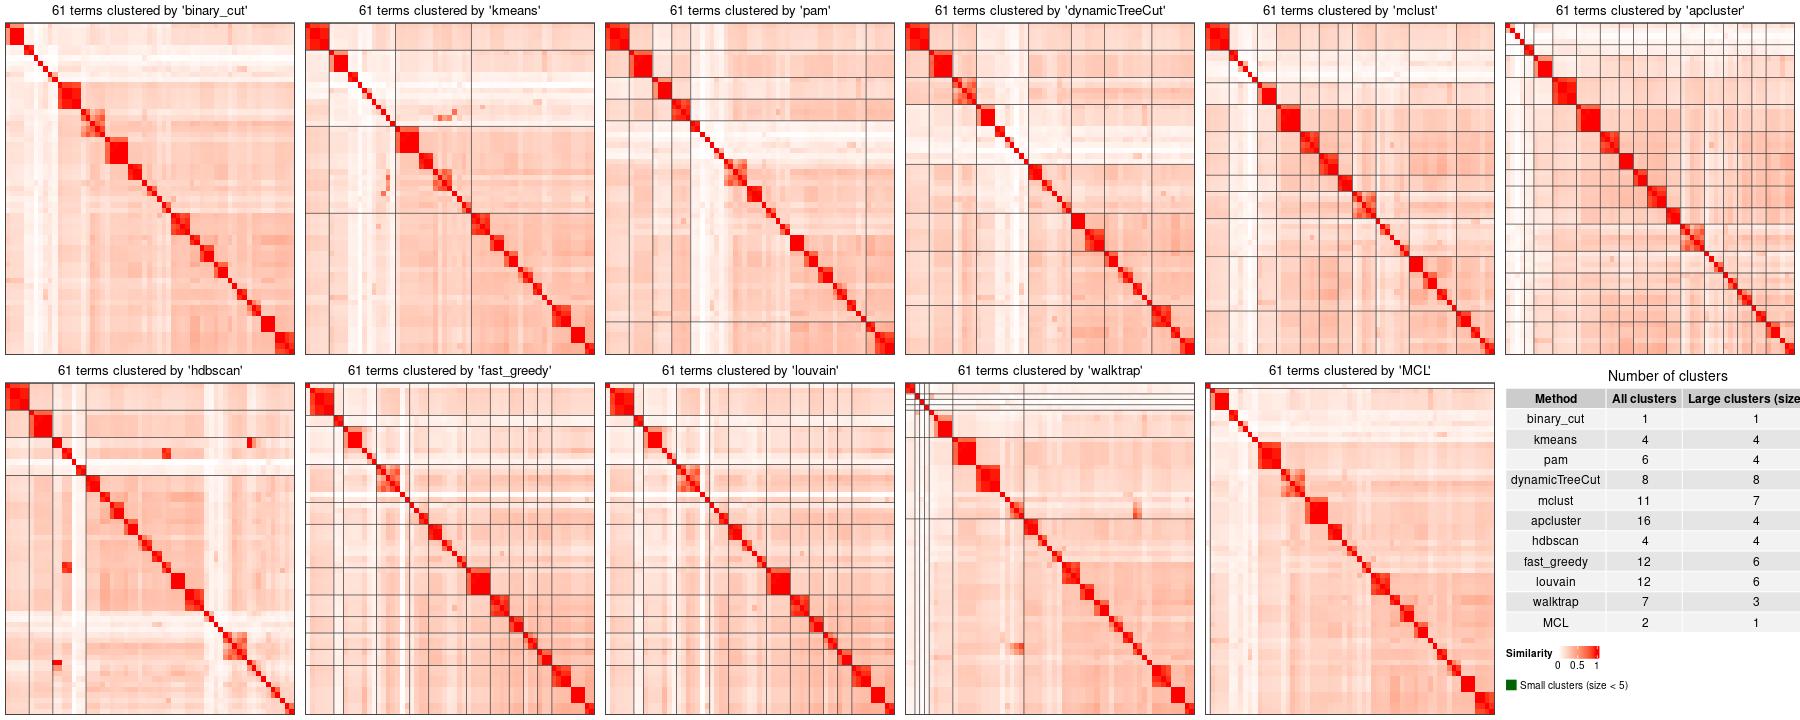 61 terms clustered by 'binary_cut'
61 terms clustered by 'kmeans'
61 terms clustered by 'pam'
61 terms clustered by 'dynamicTreeCut'
61 terms clustered by 'mclust'
61 terms clustered by 'apcluster'
61 terms clustered by 'hdbscan'
61 terms clustered by 'fast_greedy'
61 terms clustered by 'louvain'
61 terms clustered by 'walktrap'
61 terms clustered by 'MCL'
Number of clusters
Method All clusters Large clusters (size
binary_cut 1 1
kmeans 4 4
pam 6 4
dynamicTreeCut 8 8
mclust 11 7
apcluster 16 4
hdbscan 4 4
fast_greedy 12 6
louvain 12 6
walktrap 7 3
MCL 2 1
Similarity
0 0.5 1
Small clusters (size < 5)